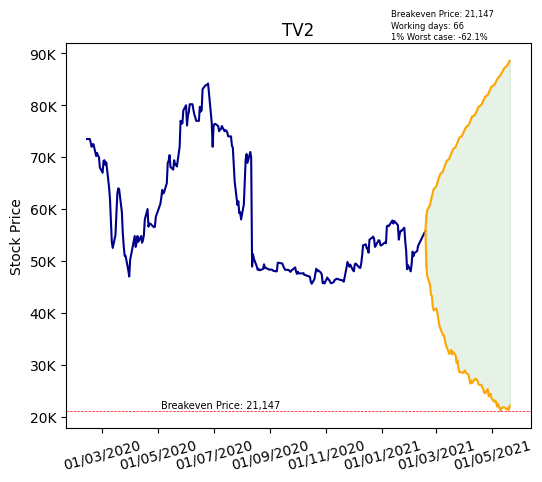 Breakeven Price: 21,147
Working days: 66
1% Worst case: -62.1%
TV2
Stock Price
90K
80K
70K
60K
50K
40K
30K
20K
Breakeven Price: 21,147
01/03/2020
01/05/2020
01/07/2020
01/09/2020
01/11/2020
01/01/2021
01/03/2021
01/05/2021